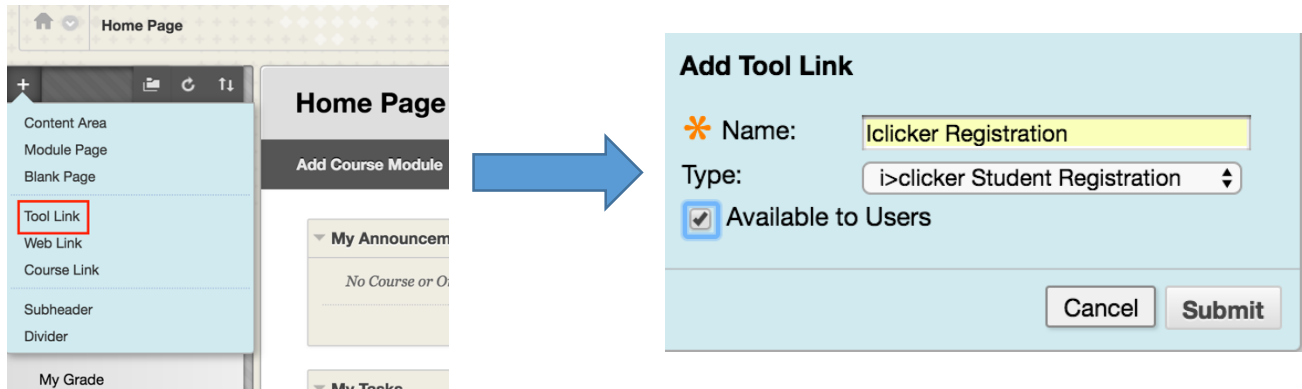 Home Page
+
Content Area
Module Page
Blank Page
Tool Link
Web Link
Course Link
Subheader
Divider
My Grade
Home Page
Add Course Module
My Announcem
No Course or O
My Tasks
Add Tool Link
* Name: Iclicker Registration
Type: i>clicker Student Registration
Available to Users
Cancel Submit